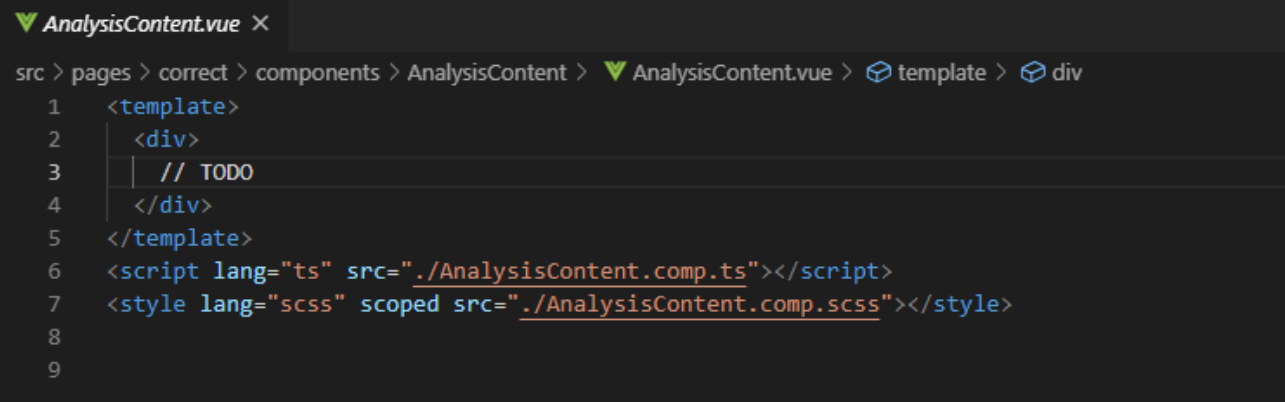 AnalysisContent.vue ×
src > pages > correct > components > AnalysisContent > AnalysisContent.vue > template > div
1 <template>
2 <div>
3 // TODO
4 </div>
5 </template>
6 <script lang="ts" src="./AnalysisContent.comp.ts"></script>
7 <style lang="scss" scoped src="./AnalysisContent.comp.scss"></style>
8
9